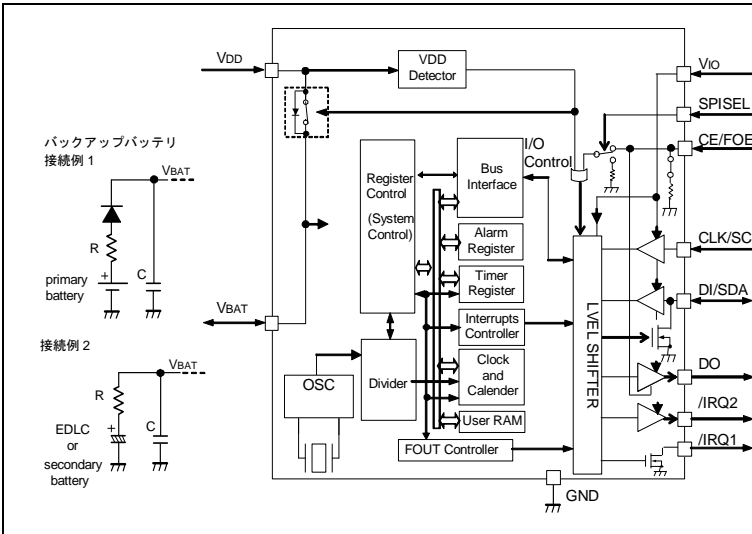 バックアップバッテリ
接続例 1
VBAT
R
+
C
primary
battery
VBAT
接続例 2
VBAT
R
+
C
EDLC
or
secondary
battery
VDD
VDD
Detector
Register
Control
(System
Control)
Bus
Interface
I/O
Control
Alarm
Register
Timer
Register
Interrupts
Controller
Clock
and
Calender
User RAM
OSC
Divider
FOUT Controller
LVEL SHIFTER
VIO
SPISEL
CE/FOE
CLK/SC
DI/SDA
DO
/IRQ2
/IRQ1
GND